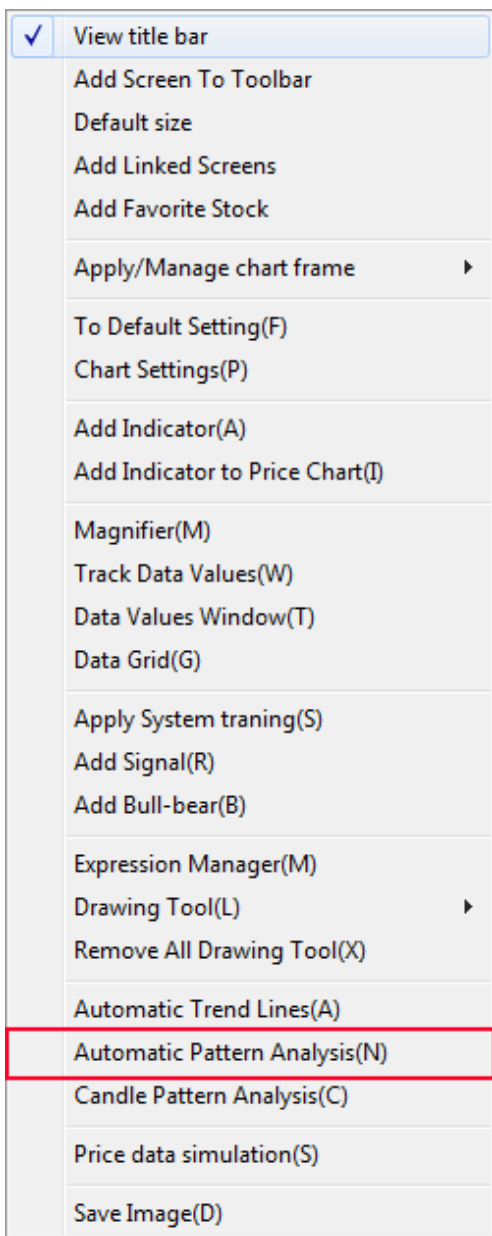 View title bar
Add Screen To Toolbar
Default size
Add Linked Screens
Add Favorite Stock
Apply/Manage chart frame
To Default Setting(F)
Chart Settings(P)
Add Indicator(A)
Add Indicator to Price Chart(I)
Magnifier(M)
Track Data Values(W)
Data Values Window(T)
Data Grid(G)
Apply System traning(S)
Add Signal(R)
Add Bull-bear(B)
Expression Manager(M)
Drawing Tool(L)
Remove All Drawing Tool(X)
Automatic Trend Lines(A)
Automatic Pattern Analysis(N)
Candle Pattern Analysis(C)
Price data simulation(S)
Save Image(D)